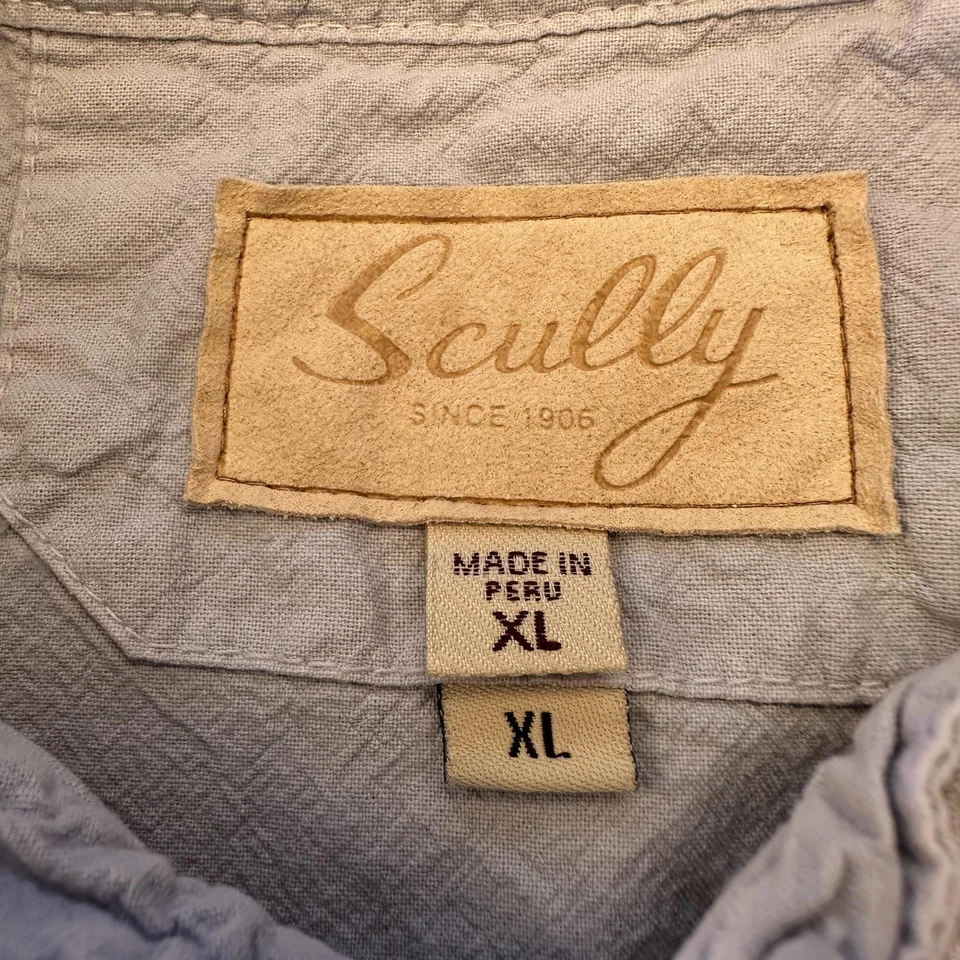 Scully
SINCE 1906
MADE IN
PERU
XL
XL